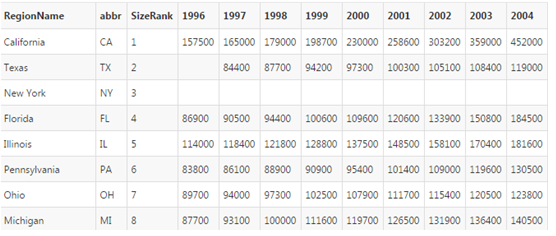 RegionName abbr SizeRank 1996 1997 1998 1999 2000 2001 2002 2003 2004
California CA 1 157500 165000 179000 198700 230000 258600 303200 359000 452000
Texas TX 2 84400 87700 94200 97300 100300 105100 108400 119000
New York NY 3
Florida FL 4 86900 90500 94400 100600 109600 120600 133900 150800 184500
Illinois IL 5 114000 118400 121800 128800 137500 148500 158100 170400 181600
Pennsylvania PA 6 83800 86100 88900 90900 95400 101400 109000 119600 130500
Ohio OH 7 89700 94000 97300 102500 107900 111700 115400 120500 123800
Michigan MI 8 87700 93100 100000 111600 119700 126500 131900 136400 140500